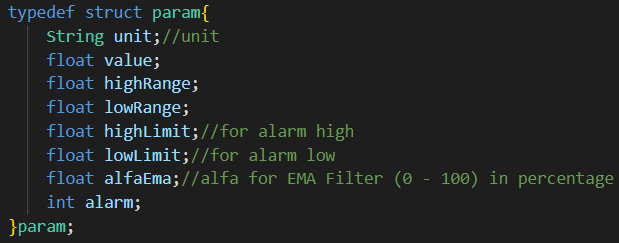 typedef struct param{
String unit;//unit
float value;
float highRange;
float lowRange;
float highLimit;//for alarm high
float lowLimit;//for alarm low
float alfaEma;//alfa for EMA Filter (0 - 100) in percentage
int alarm;
}param;